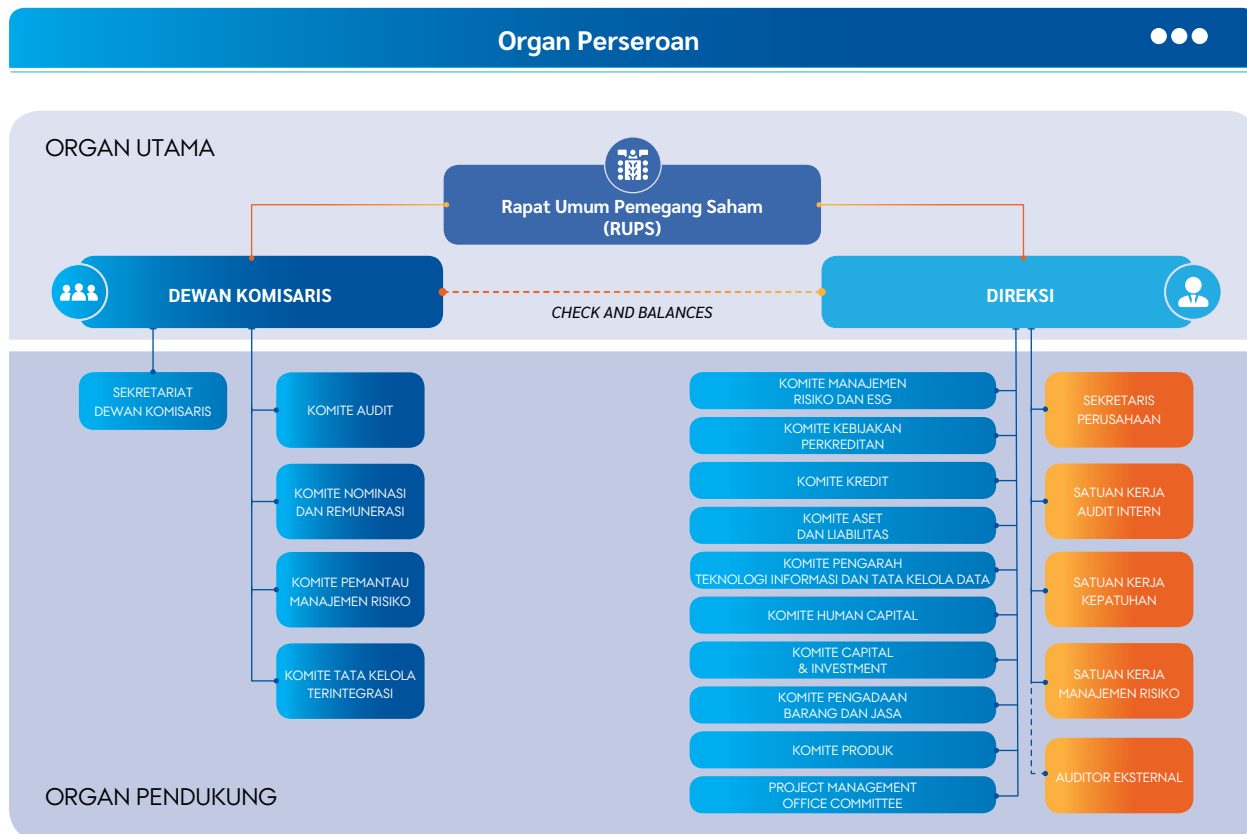 Organ Perseroan
ORGAN UTAMA
Rapat Umum Pemegang Saham
(RUPS)
DEWAN KOMISARIS
CHECK AND BALANCES
DIREKSI
SEKRETARIAT
DEWAN KOMISARIS
KOMITE AUDIT
KOMITE NOMINASI
DAN REMUNERASI
KOMITE PEMANTAU
MANAJEMEN RISIKO
KOMITE TATA KELOLA
TERINTEGRASI
KOMITE MANAJEMEN
RISIKO DAN ESG
KOMITE KEBIJAKAN
PERKREDITAN
KOMITE KREDIT
KOMITE ASET
DAN LIABILITAS
KOMITE PENGARAH
TEKNOLOGI INFORMASI DAN TATA KELOLA DATA
KOMITE HUMAN CAPITAL
KOMITE CAPITAL
& INVESTMENT
KOMITE PENGADAAN
BARANG DAN JASA
KOMITE PRODUK
PROJECT MANAGEMENT
OFFICE COMMITTEE
SEKRETARIS
PERUSAHAAN
SATUAN KERJA
AUDIT INTERN
SATUAN KERJA
KEPATUHAN
SATUAN KERJA
MANAJEMEN RISIKO
AUDITOR EKSTERNAL
ORGAN PENDUKUNG